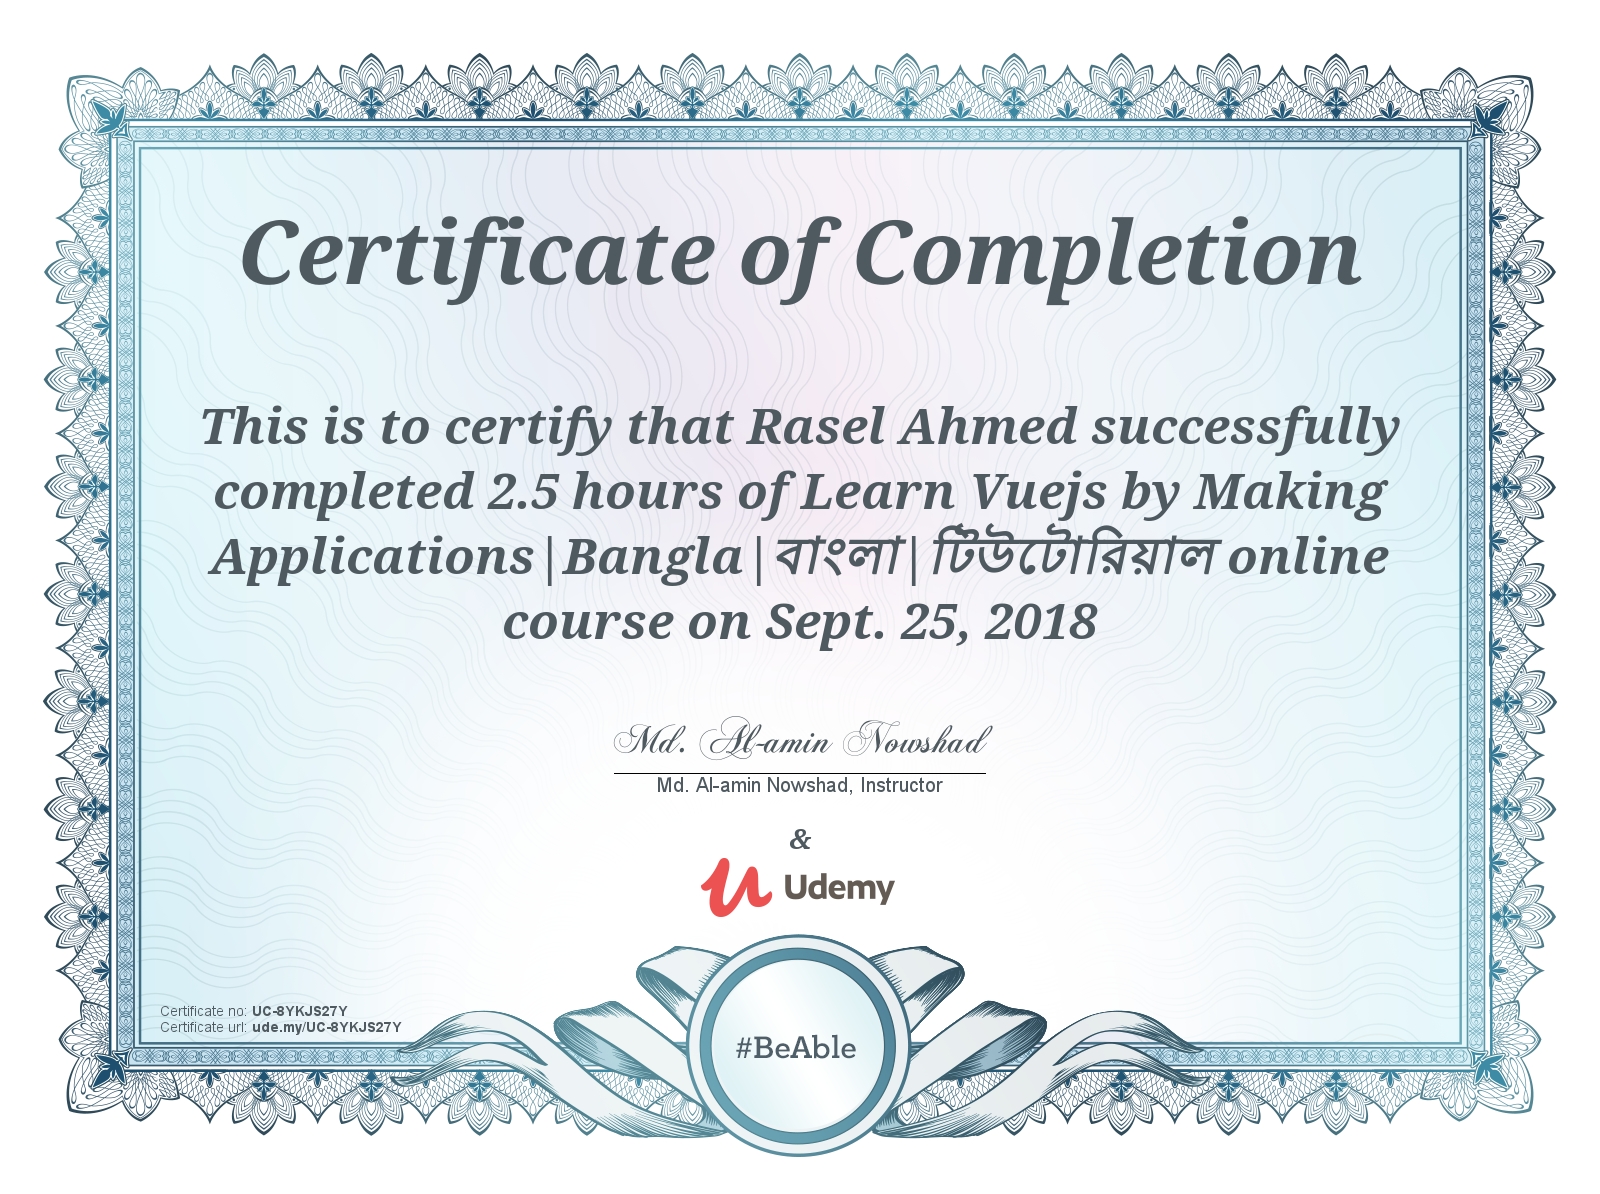 Certificate of Completion
This is to certify that Rasel Ahmed successfully
completed 2.5 hours of Learn Vuejs by Making
Applications|Bangla|বাংলা|টিউটোরিয়াল online
course on Sept. 25, 2018
Md. Al-amin Nowshad
Md. Al-amin Nowshad, Instructor
&
Udemy
Certificate no: UC-8YKJS27Y
Certificate url: ude.my/UC-8YKJS27Y
#BeAble